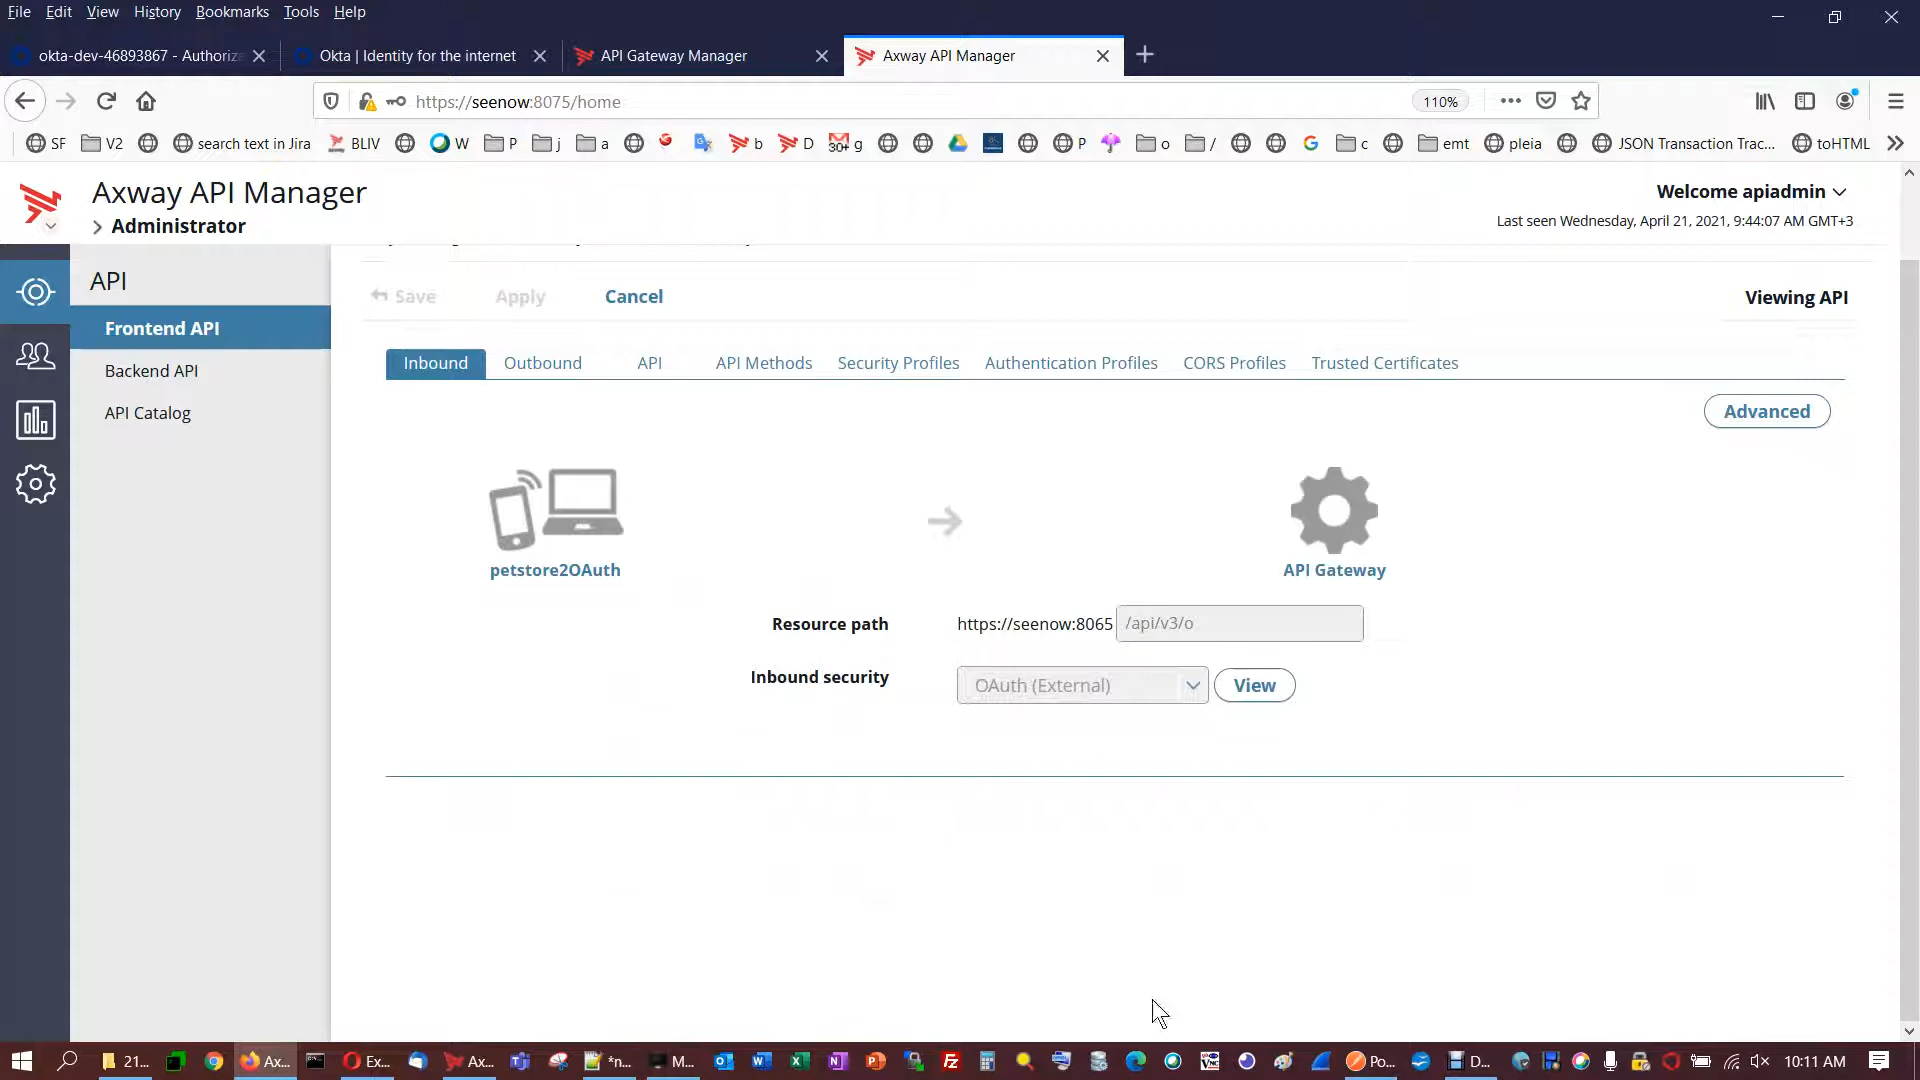 File Edit View History Bookmarks Tools Help
okta-dev-46893867 - Authoriz
Okta | Identity for the internet
API Gateway Manager
Axway API Manager
https://seenow:8075/home
110%
SF V2 search text in Jira BLIV W P j a b D 30+ g P o / G c emt pleia JSON Transaction Trac... toHTML
Axway API Manager
Administrator
Welcome apiadmin
Last seen Wednesday, April 21, 2021, 9:44:07 AM GMT+3
API
Frontend API
Backend API
API Catalog
Save Apply Cancel
Viewing API
Inbound Outbound API API Methods Security Profiles Authentication Profiles CORS Profiles Trusted Certificates
Advanced
petstore2OAuth
API Gateway
Resource path https://seenow:8065 /api/v3/o
Inbound security OAuth (External) View
21... Ax... Ex... Ax... *n... M... Po... D... 10:11 AM